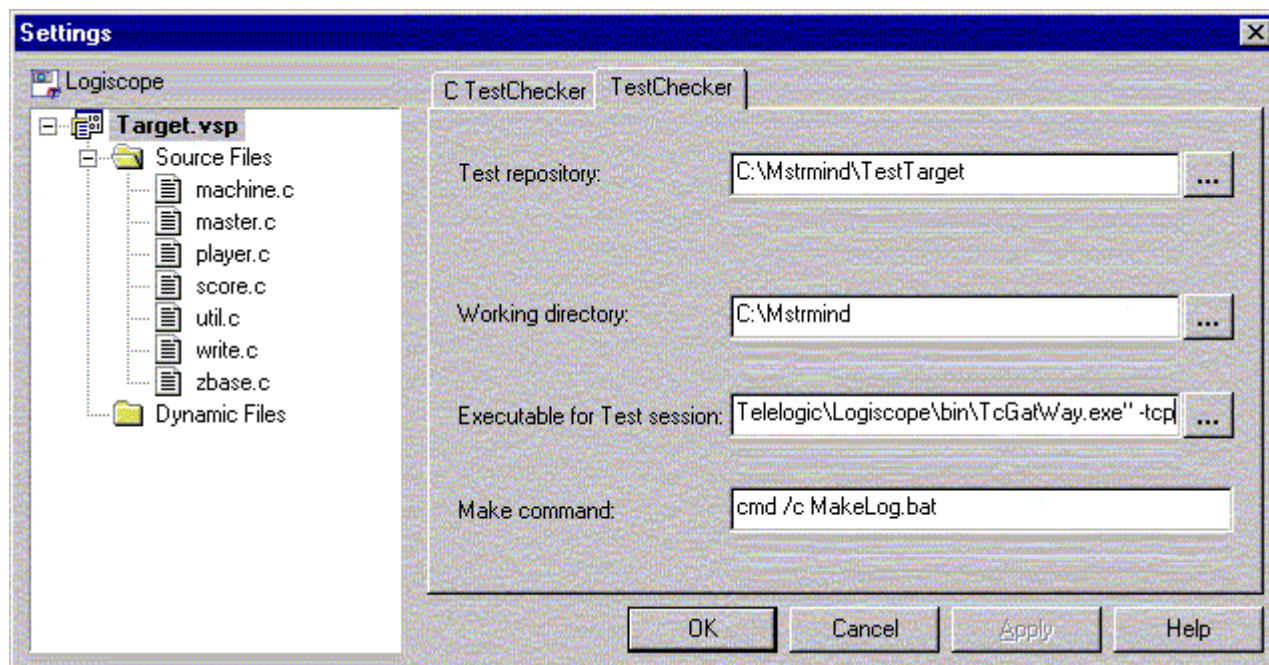 Settings
Logiscope
Target.vsp
Source Files
machine.c
master.c
player.c
score.c
util.c
write.c
zbase.c
Dynamic Files
C TestChecker TestChecker
Test repository: C:\Mstrmind\TestTarget ...
Working directory: C:\Mstrmind ...
Executable for Test session: Telelogic\Logiscope\bin\TcGatWay.exe" -tcp ...
Make command: cmd /c MakeLog.bat
OK Cancel Apply Help